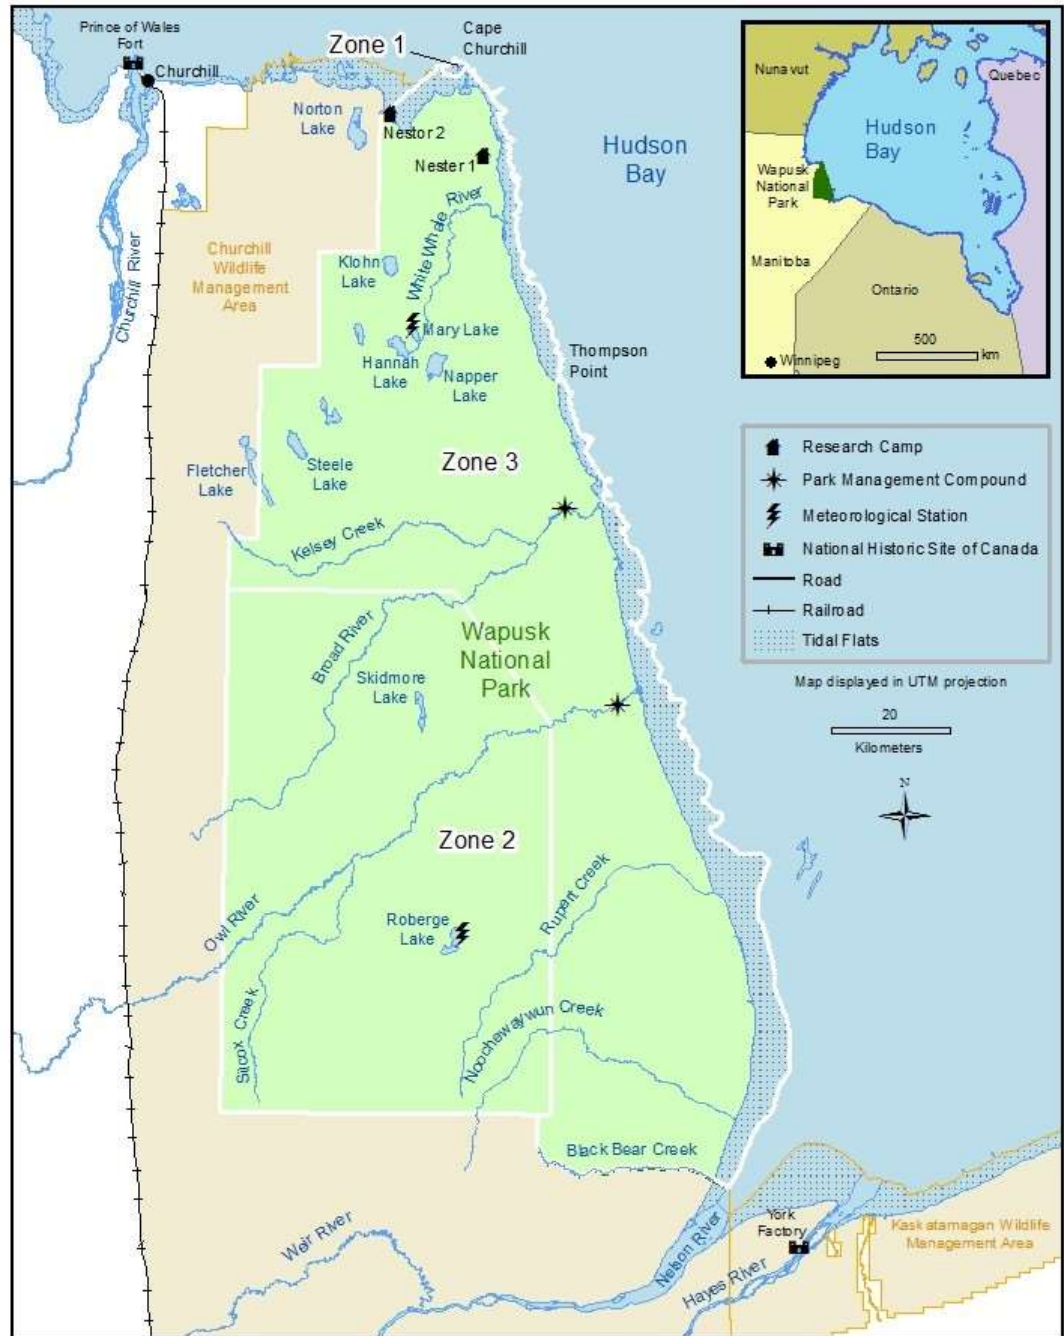 Prince of Wales
Fort
Churchill
Zone 1
Cape
Churchill
Norton
Lake
Nestor 2
Nester 1
Hudson
Bay
Churchill River
Churchill
Wildlife
Management
Area
Klohn
Lake
White Whale River
Mary Lake
Hannah
Lake
Napper
Lake
Thompson
Point
Fletcher
Lake
Steele
Lake
Zone 3
Kelsey Creek
Broad River
Wapusk
National
Park
Skidmore
Lake
Zone 2
Owl River
Roberge
Lake
Rupert Creek
Silcox Creek
Noochewaywun Creek
Black Bear Creek
Weir River
Nelson River
York
Factory
Hayes River
Kaskatamagan Wildlife
Management Area
Nunavut
Quebec
Hudson
Bay
Wapusk
National
Park
Manitoba
Ontario
500
km
Winnipeg
Research Camp
Park Management Compound
Meteorological Station
National Historic Site of Canada
Road
Railroad
Tidal Flats
Map displayed in UTM projection
20
Kilometers
N